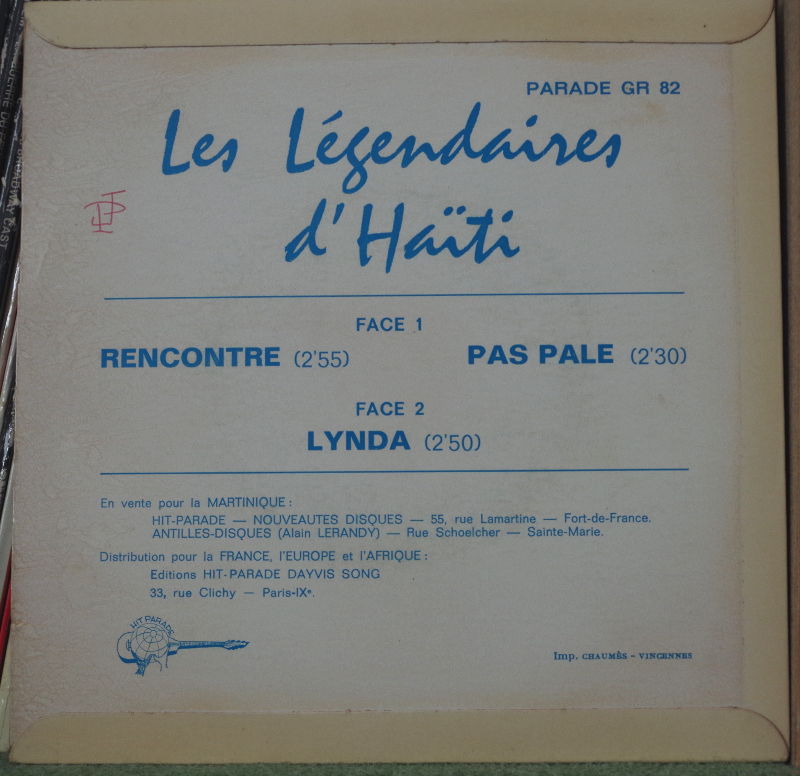 PARADE GR 82
Les Légendaires
d'Haïti
FACE 1
RENCONTRE (2'55) PAS PALE (2'30)
FACE 2
LYNDA (2'50)
En vente pour la MARTINIQUE :
HIT-PARADE — NOUVEAUTES DISQUES — 55, rue Lamartine — Fort-de-France.
ANTILLES-DISQUES (Alain LERANDY) — Rue Schoelcher — Sainte-Marie.
Distribution pour la FRANCE, l'EUROPE et l'AFRIQUE :
Editions HIT-PARADE DAYVIS SONG
33, rue Clichy — Paris-IXe.
HIT PARADE
Imp. CHAUMÈS - VINCENNES
BROADWAY EAST